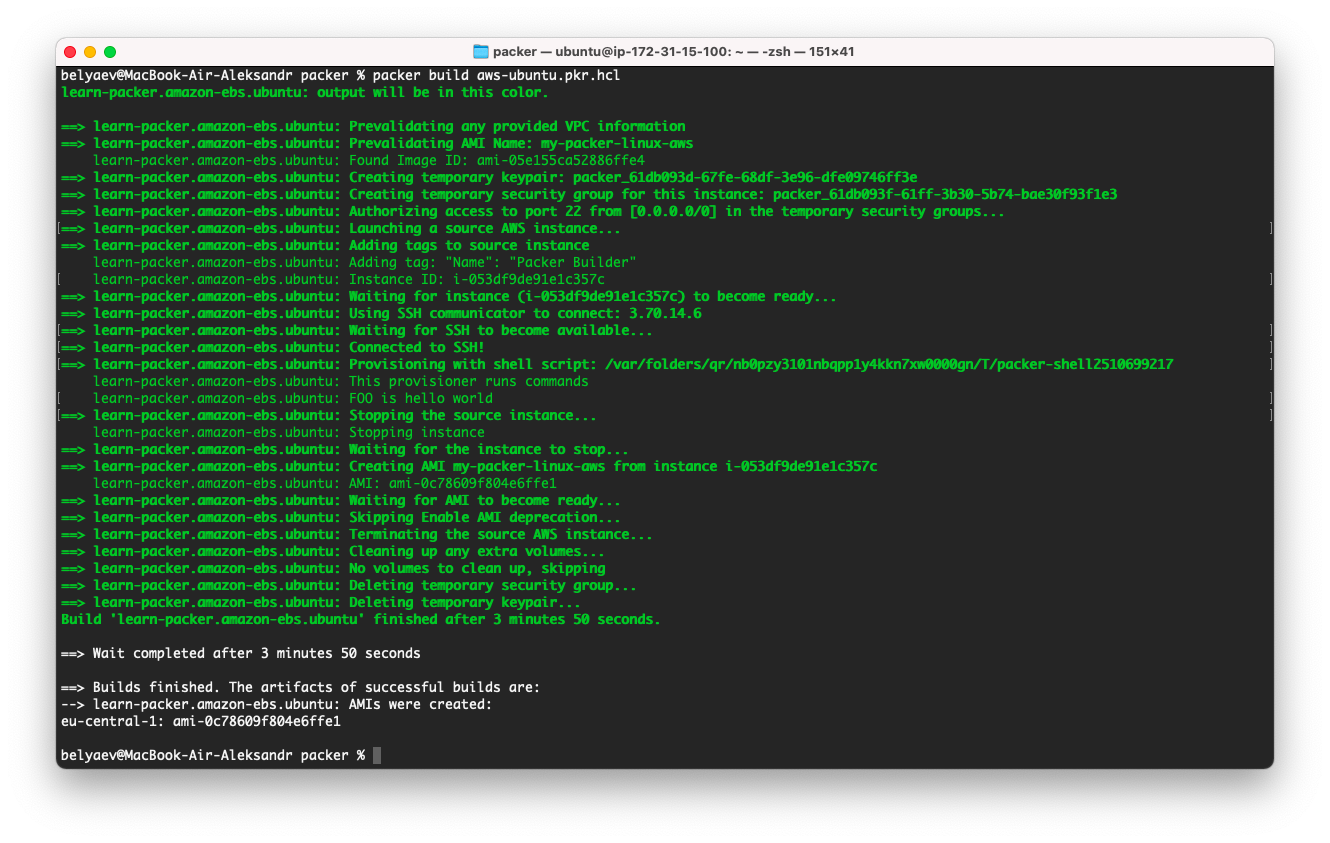 packer — ubuntu@ip-172-31-15-100: ~ — -zsh — 151×41
belyaev@MacBook-Air-Aleksandr packer % packer build aws-ubuntu.pkr.hcl
learn-packer.amazon-ebs.ubuntu: output will be in this color.
==> learn-packer.amazon-ebs.ubuntu: Prevalidating any provided VPC information
==> learn-packer.amazon-ebs.ubuntu: Prevalidating AMI Name: my-packer-linux-aws
learn-packer.amazon-ebs.ubuntu: Found Image ID: ami-05e155ca52886ffe4
==> learn-packer.amazon-ebs.ubuntu: Creating temporary keypair: packer_61db093d-67fe-68df-3e96-dfe09746ff3e
==> learn-packer.amazon-ebs.ubuntu: Creating temporary security group for this instance: packer_61db093f-61ff-3b30-5b74-bae30f93f1e3
==> learn-packer.amazon-ebs.ubuntu: Authorizing access to port 22 from [0.0.0.0/0] in the temporary security groups...
[==> learn-packer.amazon-ebs.ubuntu: Launching a source AWS instance... ]
==> learn-packer.amazon-ebs.ubuntu: Adding tags to source instance
learn-packer.amazon-ebs.ubuntu: Adding tag: "Name": "Packer Builder"
[ learn-packer.amazon-ebs.ubuntu: Instance ID: i-053df9de91e1c357c ]
==> learn-packer.amazon-ebs.ubuntu: Waiting for instance (i-053df9de91e1c357c) to become ready...
==> learn-packer.amazon-ebs.ubuntu: Using SSH communicator to connect: 3.70.14.6
[==> learn-packer.amazon-ebs.ubuntu: Waiting for SSH to become available... ]
[==> learn-packer.amazon-ebs.ubuntu: Connected to SSH! ]
[==> learn-packer.amazon-ebs.ubuntu: Provisioning with shell script: /var/folders/qr/nb0pzy3101nbqpp1y4kkn7xw0000gn/T/packer-shell2510699217 ]
learn-packer.amazon-ebs.ubuntu: This provisioner runs commands
[ learn-packer.amazon-ebs.ubuntu: FOO is hello world ]
[==> learn-packer.amazon-ebs.ubuntu: Stopping the source instance... ]
learn-packer.amazon-ebs.ubuntu: Stopping instance
==> learn-packer.amazon-ebs.ubuntu: Waiting for the instance to stop...
==> learn-packer.amazon-ebs.ubuntu: Creating AMI my-packer-linux-aws from instance i-053df9de91e1c357c
learn-packer.amazon-ebs.ubuntu: AMI: ami-0c78609f804e6ffe1
==> learn-packer.amazon-ebs.ubuntu: Waiting for AMI to become ready...
==> learn-packer.amazon-ebs.ubuntu: Skipping Enable AMI deprecation...
==> learn-packer.amazon-ebs.ubuntu: Terminating the source AWS instance...
==> learn-packer.amazon-ebs.ubuntu: Cleaning up any extra volumes...
==> learn-packer.amazon-ebs.ubuntu: No volumes to clean up, skipping
==> learn-packer.amazon-ebs.ubuntu: Deleting temporary security group...
==> learn-packer.amazon-ebs.ubuntu: Deleting temporary keypair...
Build 'learn-packer.amazon-ebs.ubuntu' finished after 3 minutes 50 seconds.
==> Wait completed after 3 minutes 50 seconds
==> Builds finished. The artifacts of successful builds are:
--> learn-packer.amazon-ebs.ubuntu: AMIs were created:
eu-central-1: ami-0c78609f804e6ffe1
belyaev@MacBook-Air-Aleksandr packer %